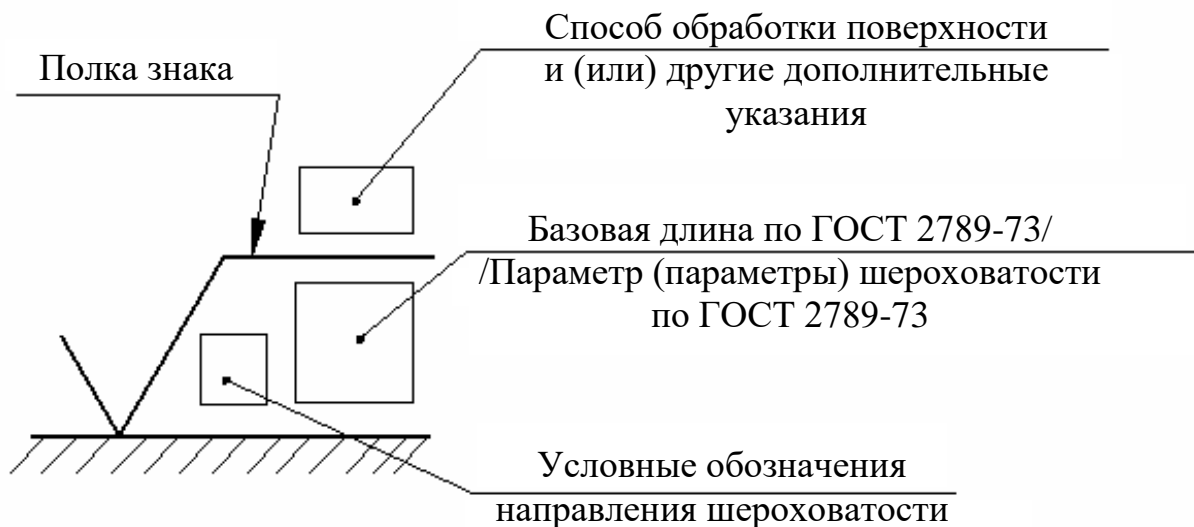 Способ обработки поверхности
и (или) другие дополнительные
указания
Полка знака
Базовая длина по ГОСТ 2789-73/
/Параметр (параметры) шероховатости
по ГОСТ 2789-73
Условные обозначения
направления шероховатости